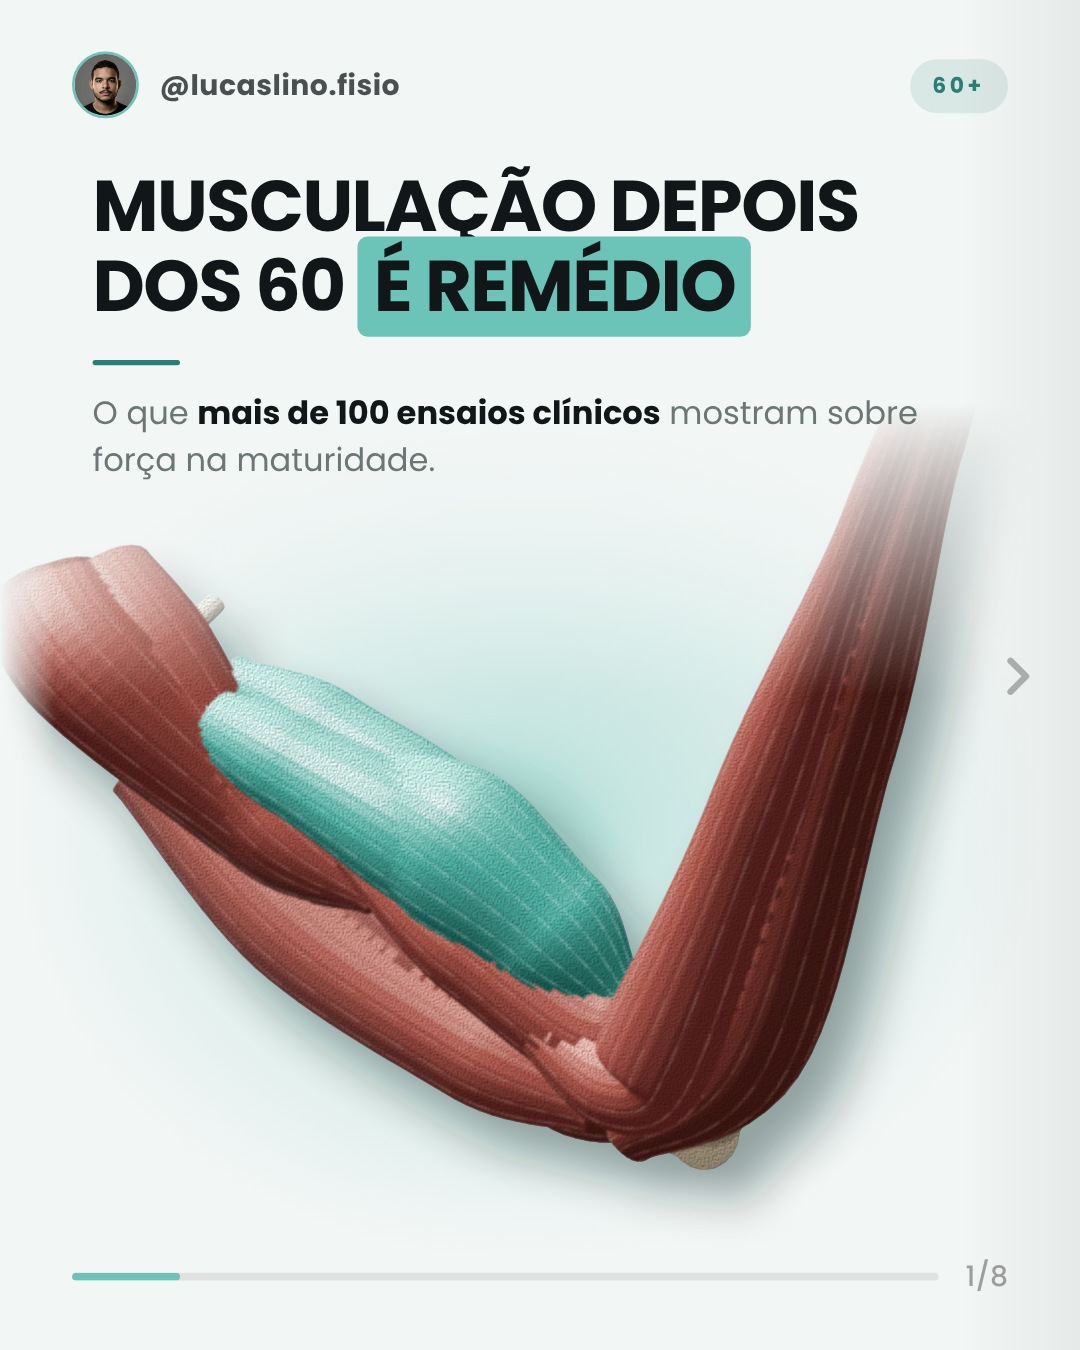 @lucaslino.fisio
60+
MUSCULAÇÃO DEPOIS
DOS 60 É REMÉDIO
O que mais de 100 ensaios clínicos mostram sobre
força na maturidade.
1/8